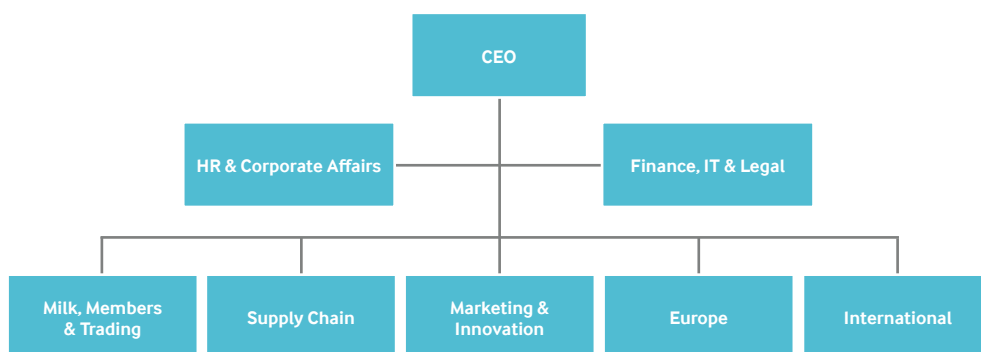 CEO
HR & Corporate Affairs
Finance, IT & Legal
Milk, Members
& Trading
Supply Chain
Marketing &
Innovation
Europe
International